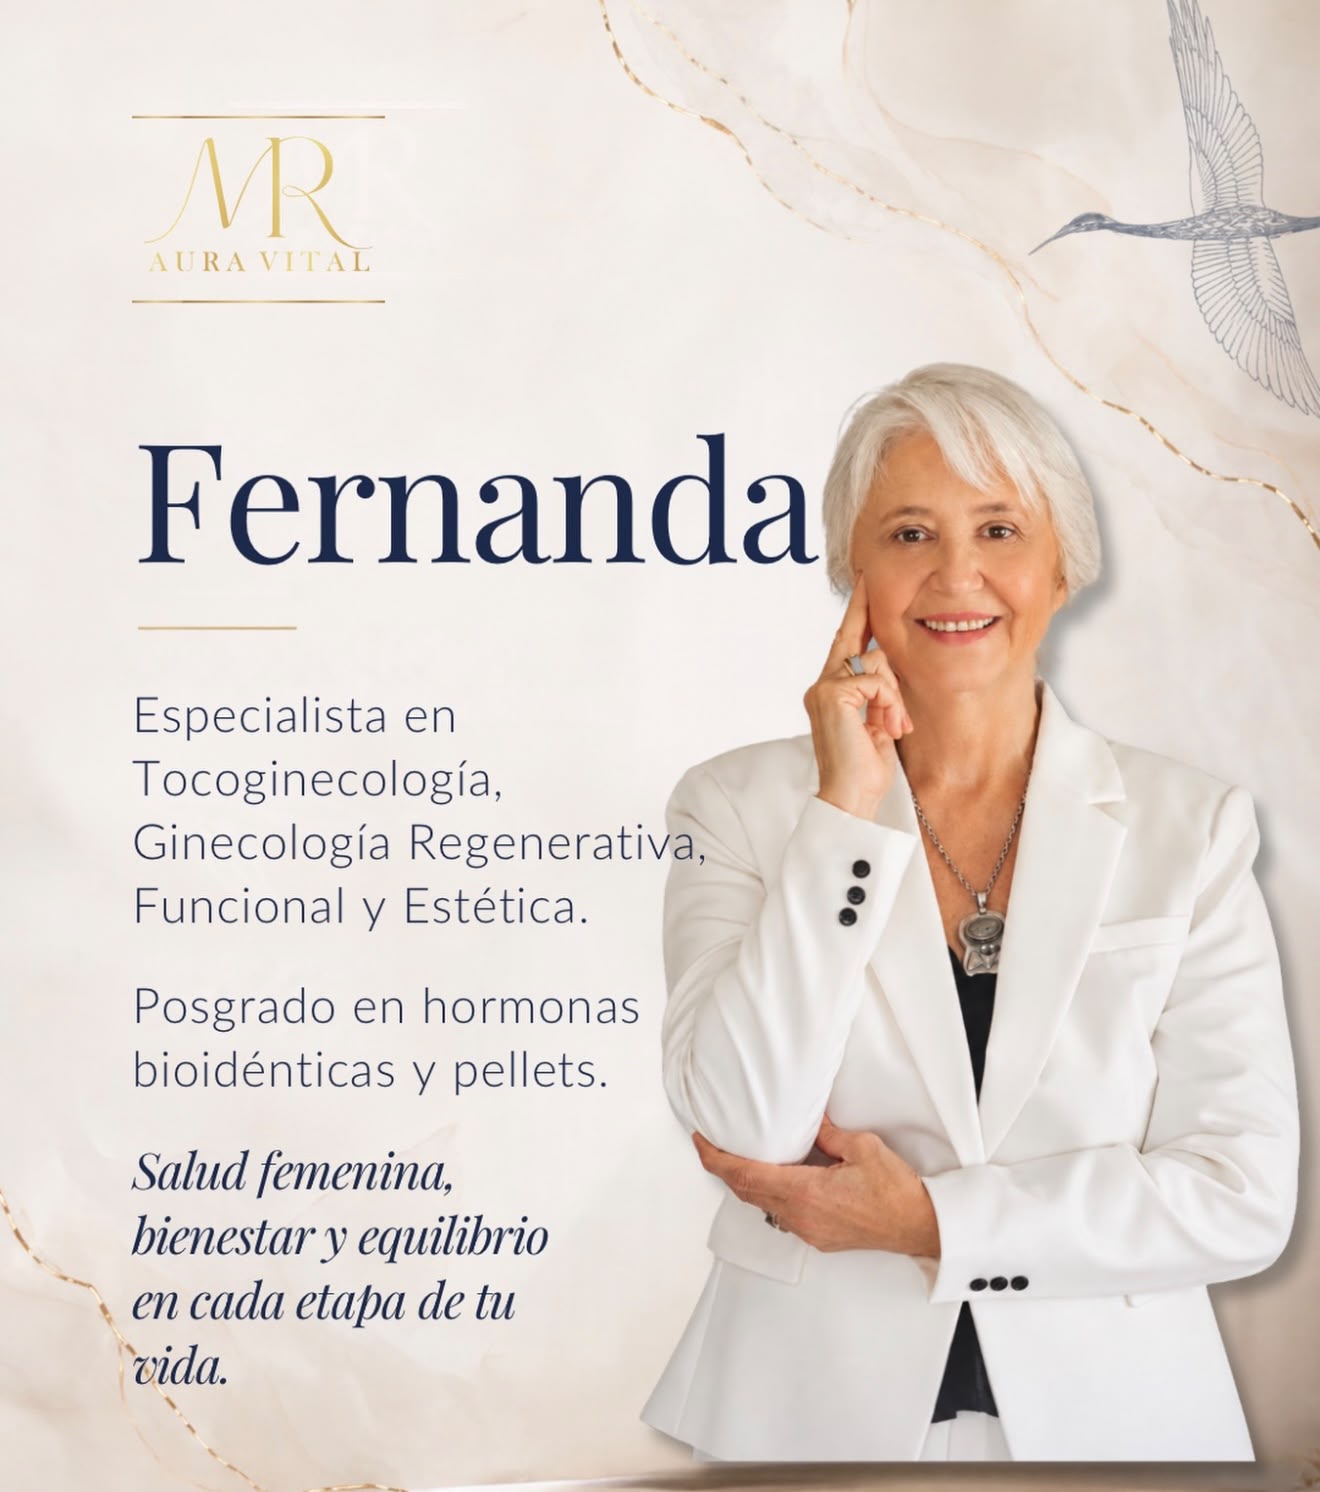 MR
AURA VITAL
Fernanda
Especialista en
Tocoginecología,
Ginecología Regenerativa,
Funcional y Estética.
Posgrado en hormonas
bioidénticas y pellets.
Salud femenina,
bienestar y equilibrio
en cada etapa de tu
vida.